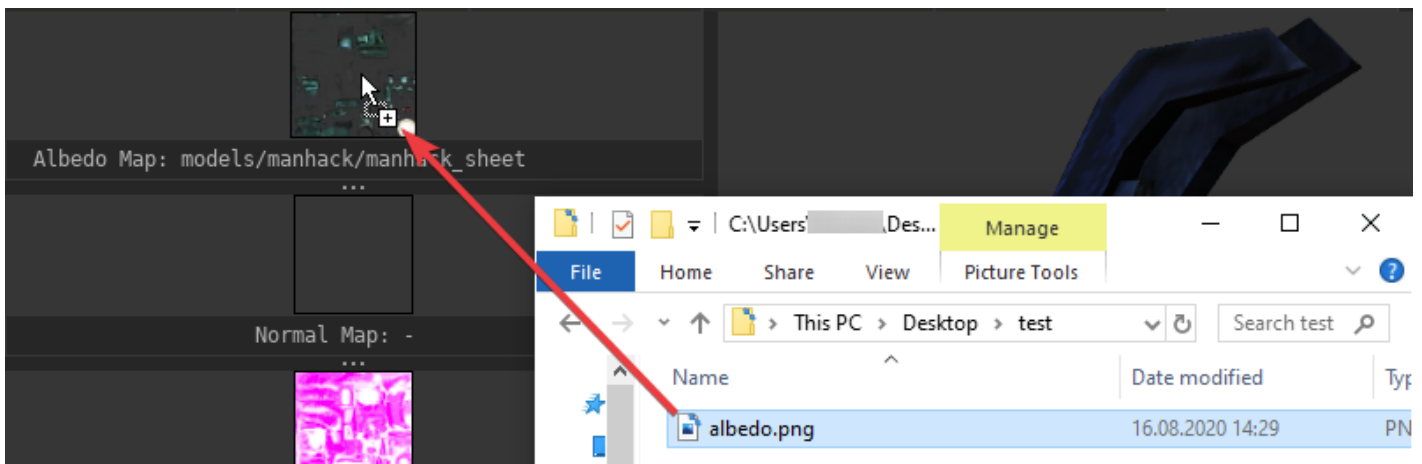 Albedo Map: models/manhack/manhack_sheet
...
Normal Map: -
...
C:\Users\ \Des...
Manage
File Home Share View Picture Tools
This PC > Desktop > test
Search test
Name Date modified Typ
albedo.png 16.08.2020 14:29 PN